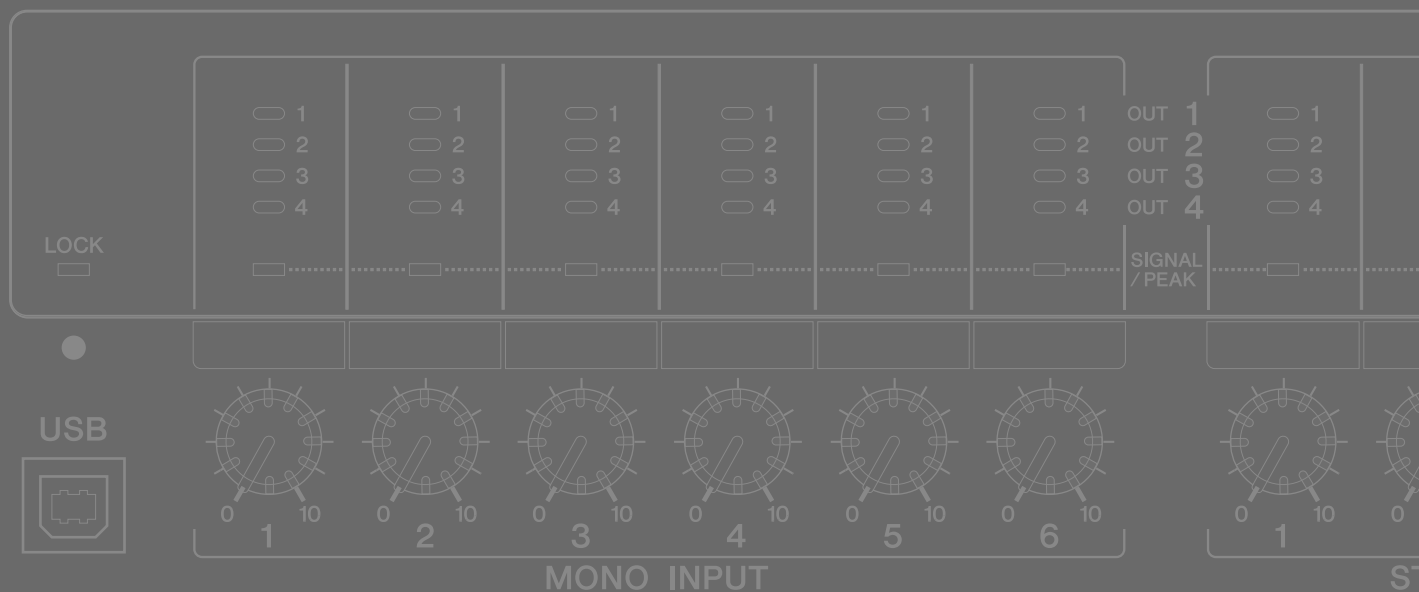 1 1 1 1 1 1 OUT 1 1
2 2 2 2 2 2 OUT 2 2
3 3 3 3 3 3 OUT 3 3
4 4 4 4 4 4 OUT 4 4
LOCK
SIGNAL
/ PEAK
USB
0 10 0 10 0 10 0 10 0 10 0 10 0 10 0
1 2 3 4 5 6 1
MONO INPUT